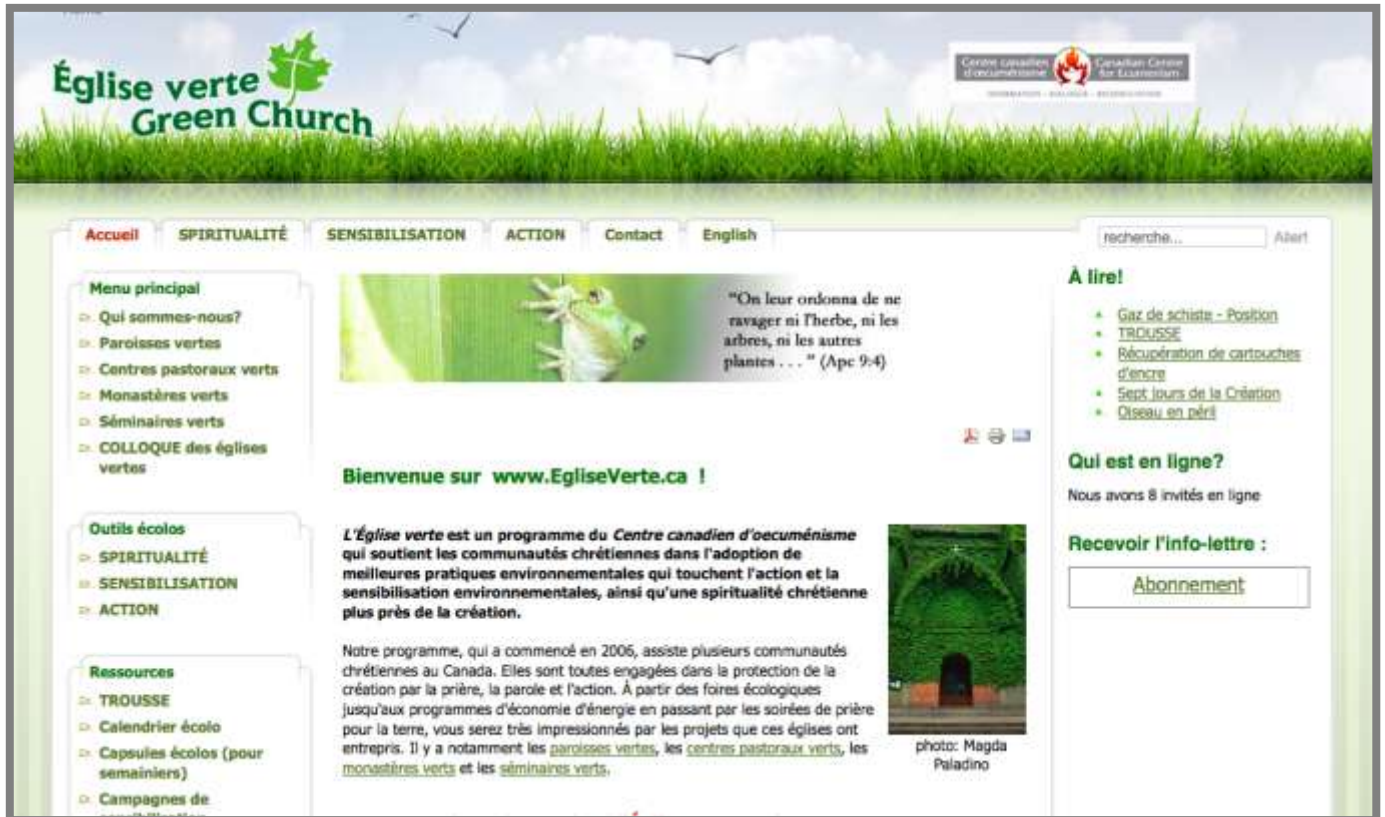 Église verte
Green Church
Centre canadien
d'œcuménisme
Canadian Centre
for Ecumenism
Accueil SPIRITUALITÉ SENSIBILISATION ACTION Contact English
recherche...
Menu principal
Qui sommes-nous?
Paroisses vertes
Centres pastoraux verts
Monastères verts
Séminaires verts
COLLOQUE des églises
vertes
Outils écolos
SPIRITUALITÉ
SENSIBILISATION
ACTION
Ressources
TROUSSE
Calendrier écolo
Capsules écolos (pour
semainiers)
Campagnes de
"On leur ordonna de ne
ravager ni l'herbe, ni les
arbres, ni les autres
plantes . . . " (Apc 9:4)
Bienvenue sur www.EgliseVerte.ca !
L'Église verte est un programme du Centre canadien d'oecuménisme
qui soutient les communautés chrétiennes dans l'adoption de
meilleures pratiques environnementales qui touchent l'action et la
sensibilisation environnementales, ainsi qu'une spiritualité chrétienne
plus près de la création.
Notre programme, qui a commencé en 2006, assiste plusieurs communautés
chrétiennes au Canada. Elles sont toutes engagées dans la protection de la
création par la prière, la parole et l'action. À partir des foires écologiques
jusqu'aux programmes d'économie d'énergie en passant par les soirées de prière
pour la terre, vous serez très impressionnés par les projets que ces églises ont
entrepris. Il y a notamment les paroisses vertes, les centres pastoraux verts, les
monastères verts et les séminaires verts.
photo: Magda
Paladino
À lire!
Gaz de schiste - Position
TROUSSE
Récupération de cartouches
d'encre
Sept jours de la Création
Oiseau en péril
Qui est en ligne?
Nous avons 8 invités en ligne
Recevoir l'info-lettre :
Abonnement